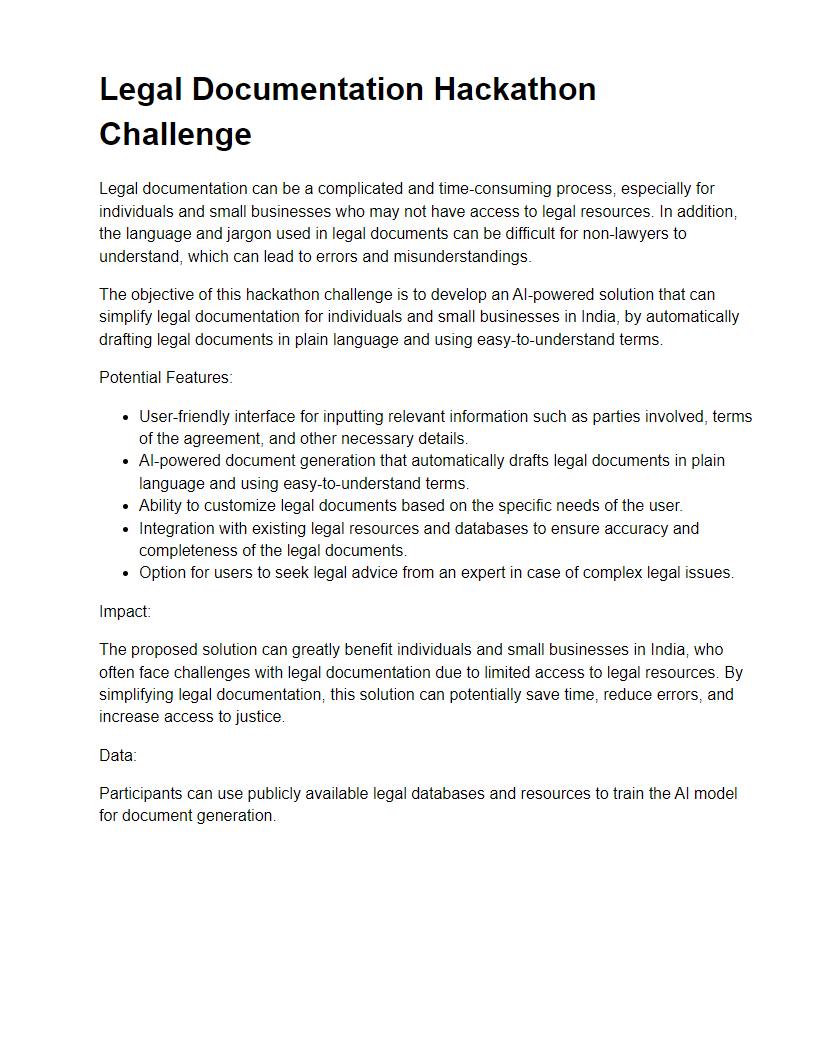 Legal Documentation Hackathon
Challenge
Legal documentation can be a complicated and time-consuming process, especially for
individuals and small businesses who may not have access to legal resources. In addition,
the language and jargon used in legal documents can be difficult for non-lawyers to
understand, which can lead to errors and misunderstandings.
The objective of this hackathon challenge is to develop an AI-powered solution that can
simplify legal documentation for individuals and small businesses in India, by automatically
drafting legal documents in plain language and using easy-to-understand terms.
Potential Features:
• User-friendly interface for inputting relevant information such as parties involved, terms
of the agreement, and other necessary details.
• AI-powered document generation that automatically drafts legal documents in plain
language and using easy-to-understand terms.
• Ability to customize legal documents based on the specific needs of the user.
• Integration with existing legal resources and databases to ensure accuracy and
completeness of the legal documents.
• Option for users to seek legal advice from an expert in case of complex legal issues.
Impact:
The proposed solution can greatly benefit individuals and small businesses in India, who
often face challenges with legal documentation due to limited access to legal resources. By
simplifying legal documentation, this solution can potentially save time, reduce errors, and
increase access to justice.
Data:
Participants can use publicly available legal databases and resources to train the AI model
for document generation.